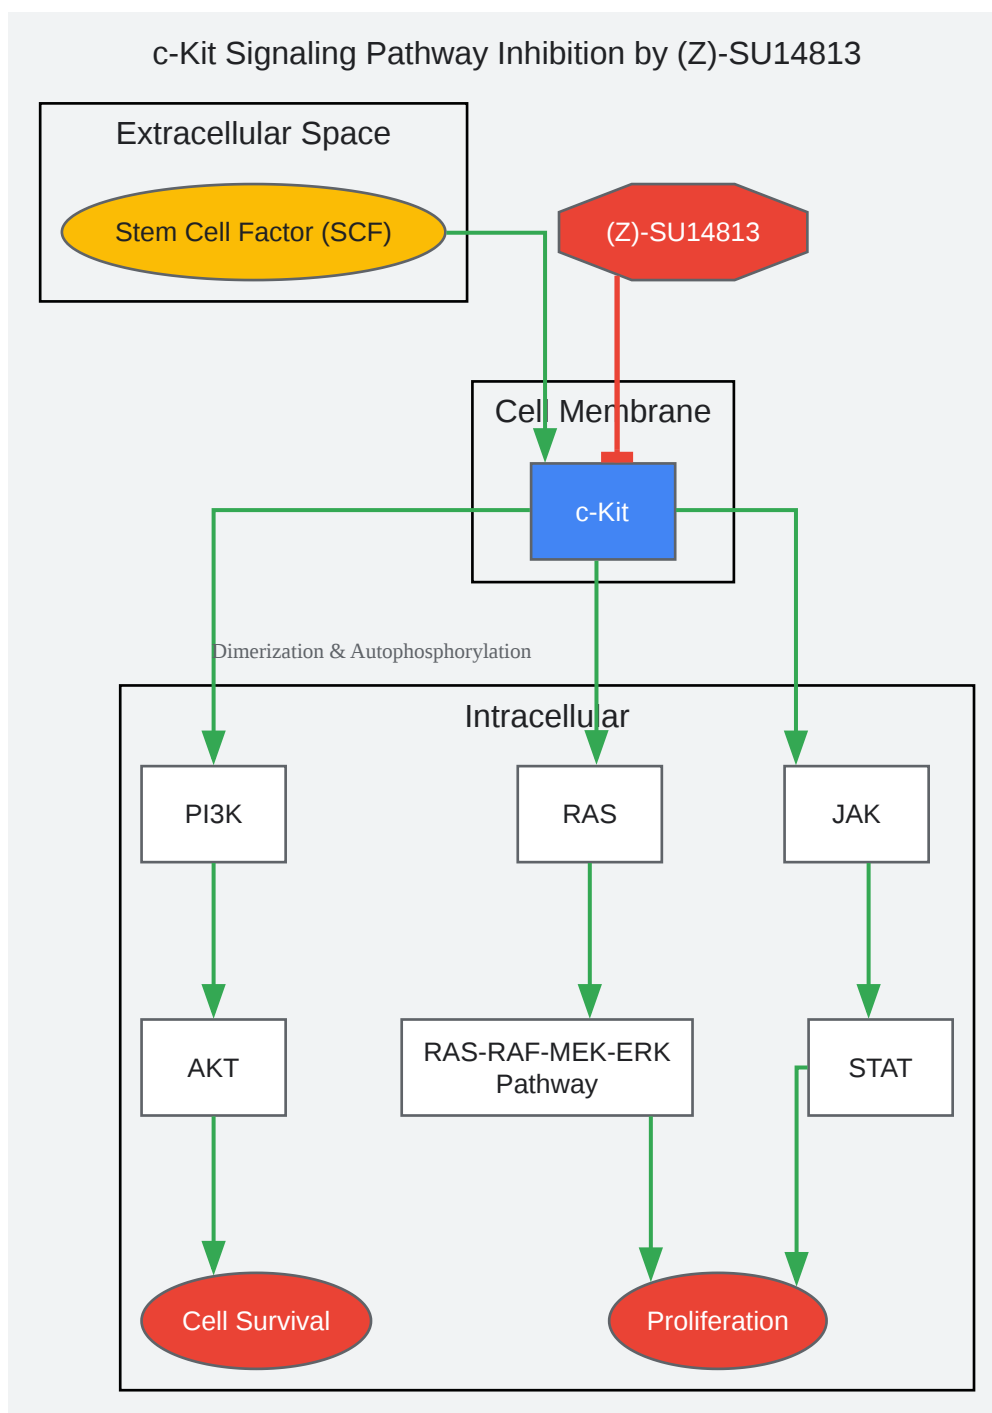 c-Kit Signaling Pathway Inhibition by (Z)-SU14813
Extracellular Space
Stem Cell Factor (SCF)
(Z)-SU14813
Cell Membrane
c-Kit
Dimerization & Autophosphorylation
Intracellular
PI3K
RAS
JAK
AKT
RAS-RAF-MEK-ERK
Pathway
STAT
Cell Survival
Proliferation